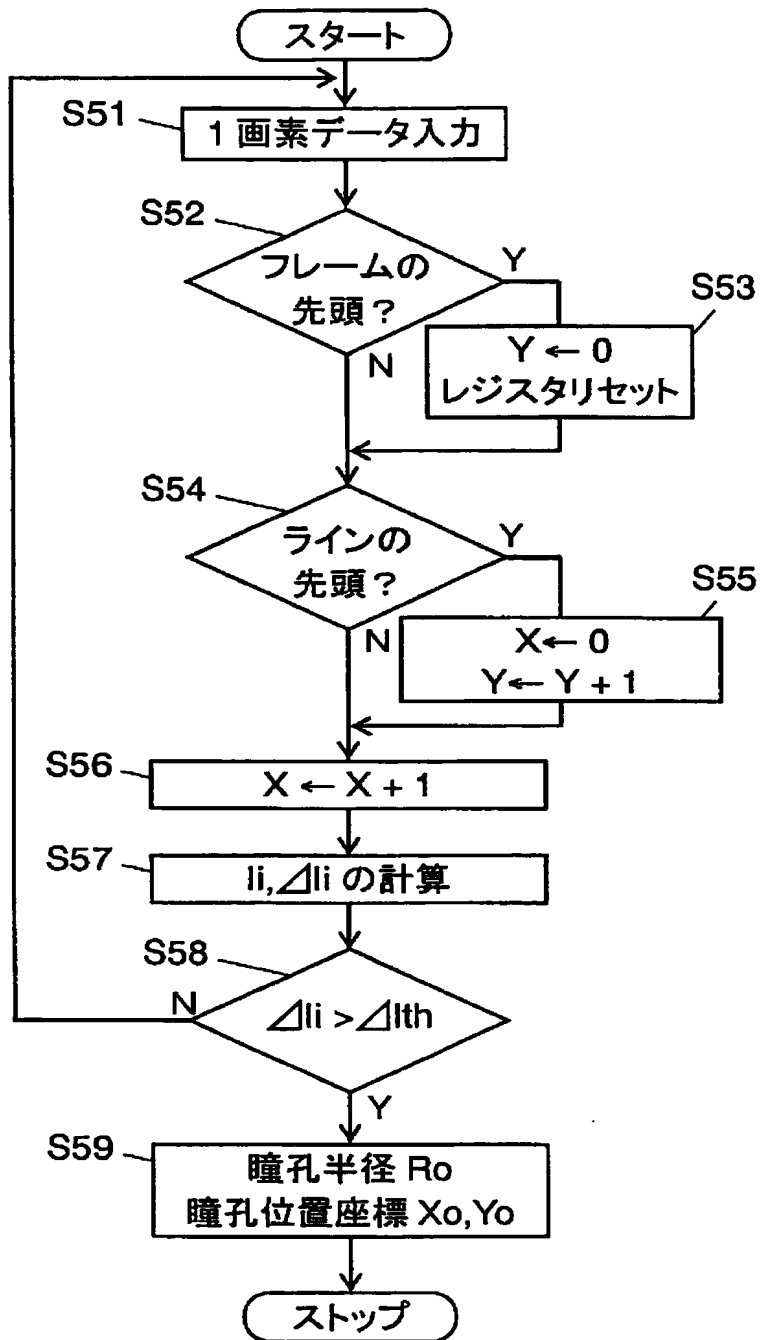 スタート
S51
1 画素データ入力
S52
フレームの
先頭?
Y
N
S53
Y ← 0
レジスタリセット
S54
ラインの
先頭?
Y
N
S55
X← 0
Y← Y + 1
S56
X ← X + 1
S57
Ii,⊿Ii の計算
S58
N
⊿Ii >⊿Ith
Y
S59
瞳孔半径 Ro
瞳孔位置座標 Xo,Yo
ストップ